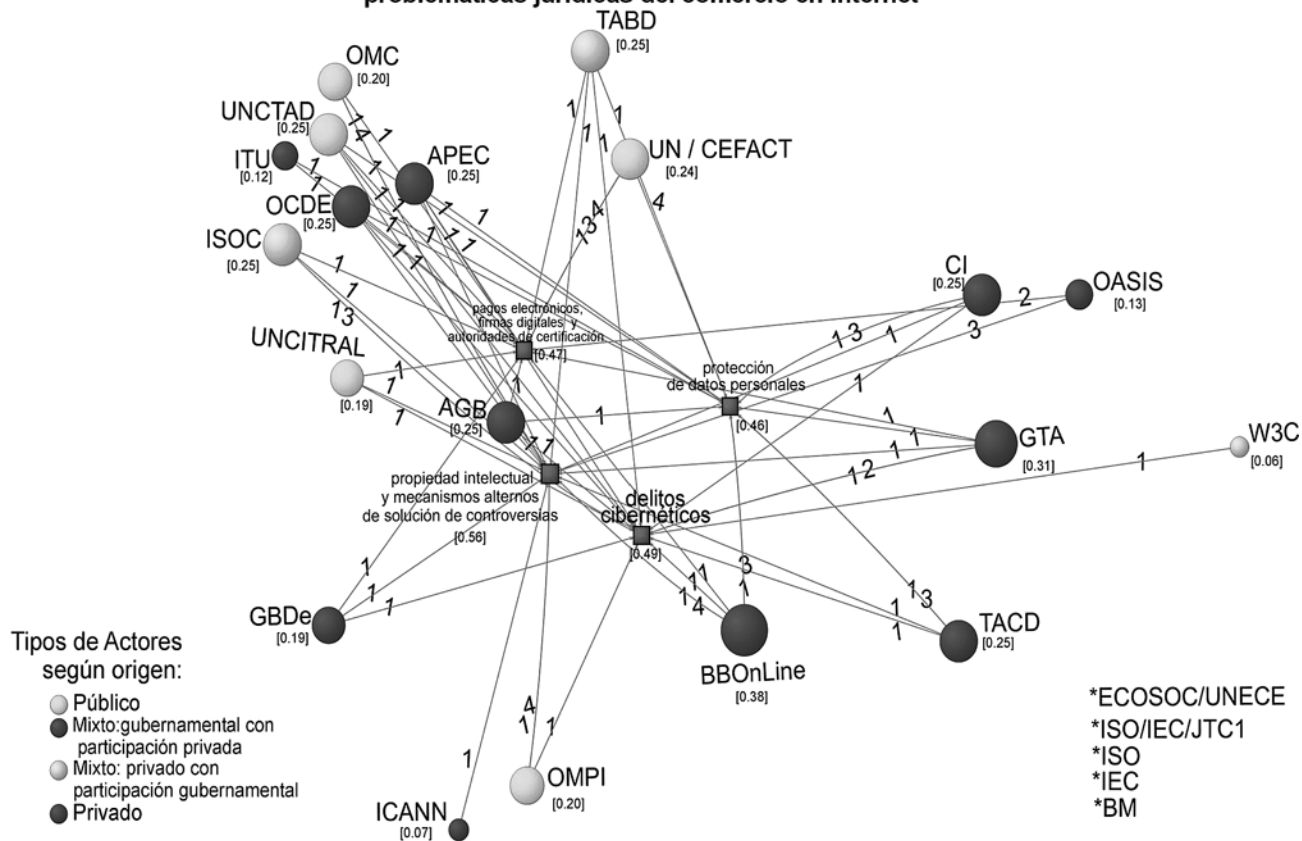 problemáticas jurídicas del comercio en Internet
TABD
[0.25]
OMC
[0.20]
UNCTAD
[0.25]
ITU
[0.12]
APEC
[0.25]
OCDE
[0.25]
ISOC
[0.25]
UN / CEFACT
[0.24]
CI
[0.25]
OASIS
[0.13]
pagos electrónicos,
firmas digitales y
autoridades de certificación
[0.47]
UNCITRAL
[0.19]
protección
de datos personales
[0.46]
AGB
[0.25]
GTA
[0.31]
W3C
[0.06]
propiedad intelectual
y mecanismos alternos
de solución de controversias
[0.56]
delitos
cibernéticos
[0.49]
GBDe
[0.19]
BBOnLine
[0.38]
TACD
[0.25]
OMPI
[0.20]
ICANN
[0.07]
Tipos de Actores
según origen:
Público
Mixto:gubernamental con
participación privada
Mixto: privado con
participación gubernamental
Privado
*ECOSOC/UNECE
*ISO/IEC/JTC1
*ISO
*IEC
*BM